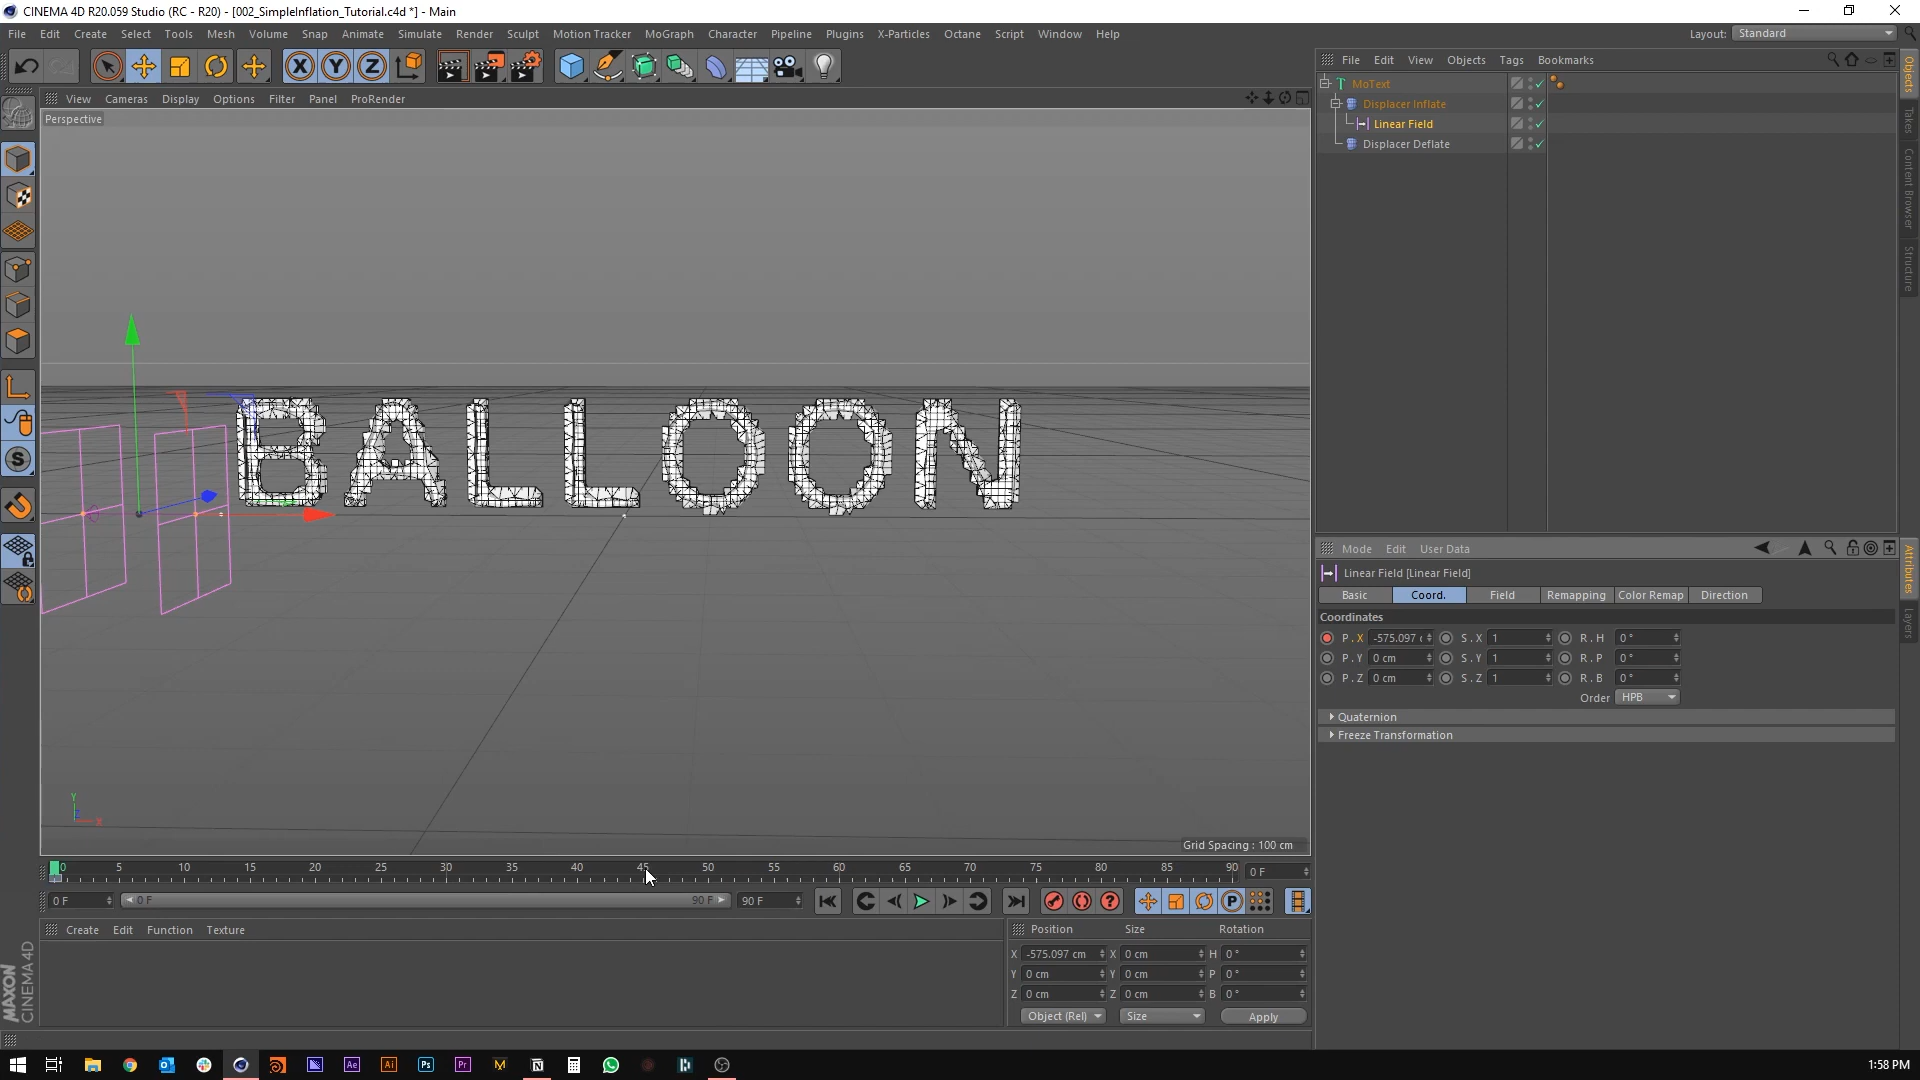 CINEMA 4D R20.059 Studio (RC - R20) - [002_SimpleInflation_Tutorial.c4d *] - Main
File Edit Create Select Tools Mesh Volume Snap Animate Simulate Render Sculpt Motion Tracker MoGraph Character Pipeline Plugins X-Particles Octane Script Window Help
Layout: Standard
X Y Z
File Edit View Objects Tags Bookmarks
View Cameras Display Options Filter Panel ProRender
Perspective
MoText
Displacer Inflate
Linear Field
Displacer Deflate
Objects
Takes
Content Browser
Structure
BALLOON
S
Mode Edit User Data
Linear Field [Linear Field]
Basic Coord. Field Remapping Color Remap Direction
Coordinates
P . X -575.097 c S . X 1 R . H 0 °
P . Y 0 cm S . Y 1 R . P 0 °
P . Z 0 cm S . Z 1 R . B 0 °
Order HPB
Quaternion
Freeze Transformation
Attributes
Layers
Y
Z
X
Grid Spacing : 100 cm
0 5 10 15 20 25 30 35 40 45 50 55 60 65 70 75 80 85 90 0 F
0 F 0 F 90 F 90 F
P
Create Edit Function Texture
Position Size Rotation
X -575.097 cm X 0 cm H 0 °
Y 0 cm Y 0 cm P 0 °
Z 0 cm Z 0 cm B 0 °
Object (Rel) Size Apply
MAXON
CINEMA 4D
Ae Ai Ps Pr
1:58 PM